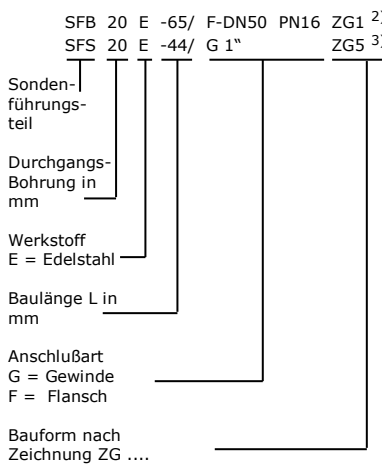 SFB 20 E -65/ F-DN50 PN16 ZG1 2)
SFS 20 E -44/ G 1“ ZG5 3)
Sonden-
führungs-
teil
Durchgangs-
Bohrung in
mm
Werkstoff
E = Edelstahl
Baulänge L in
mm
Anschlußart
G = Gewinde
F = Flansch
Bauform nach
Zeichnung ZG ....